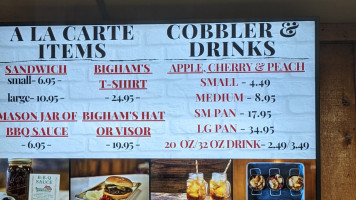 A LA CARTE
ITEMS
SANDWICH
small- 6.95 -
large- 10.95 -
MASON JAR OF
BBQ SAUCE
- 6.95 -
BIGHAM'S
T-SHIRT
- 24.95 -
BIGHAM'S HAT
OR VISOR
- 19.95 -
COBBLER &
DRINKS
APPLE, CHERRY & PEACH
SMALL - 4.49
MEDIUM - 8.95
SM PAN - 17.95
LG PAN - 34.95
20 OZ/32 OZ DRINK- 2.49/3.49
SAUCE